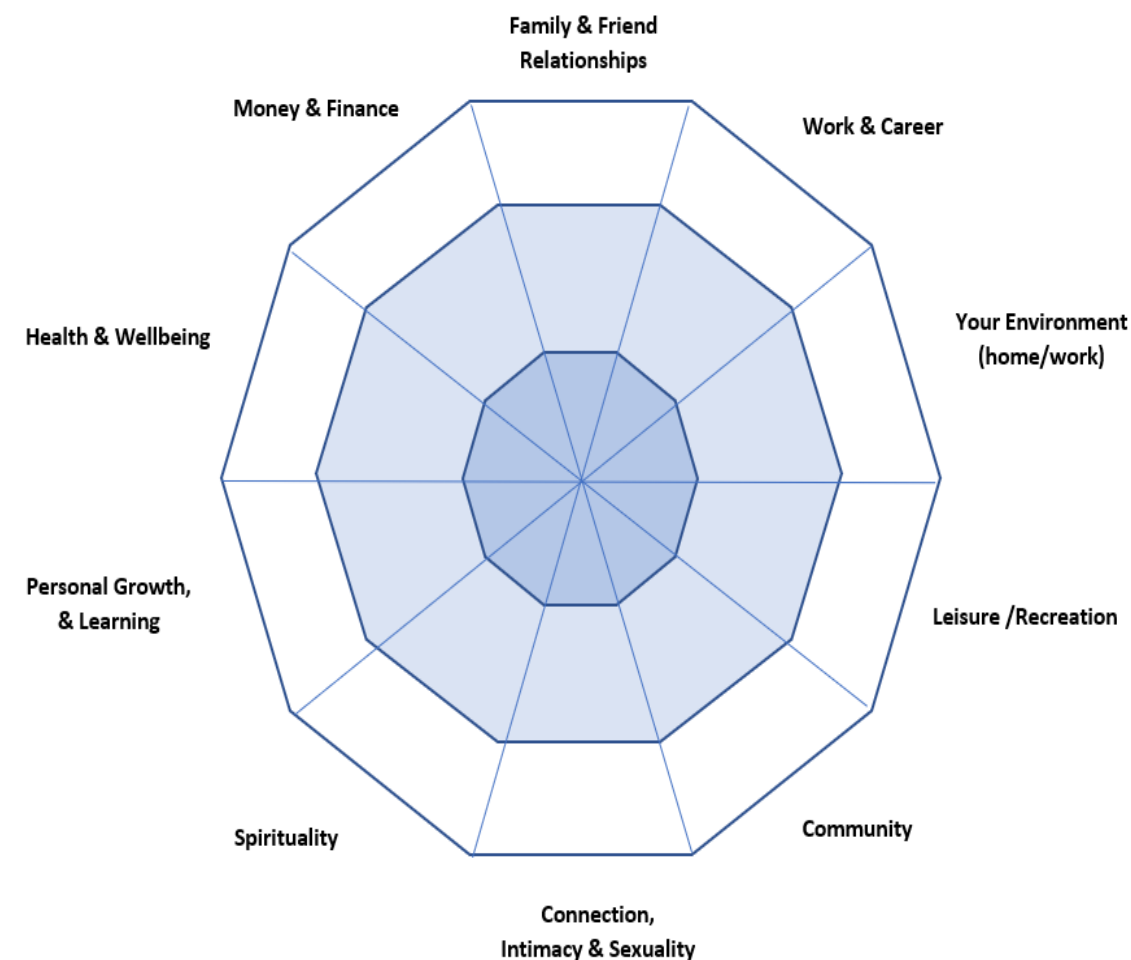 Family & Friend
Relationships
Money & Finance
Work & Career
Your Environment
(home/work)
Health & Wellbeing
Personal Growth,
& Learning
Leisure /Recreation
Spirituality
Community
Connection,
Intimacy & Sexuality